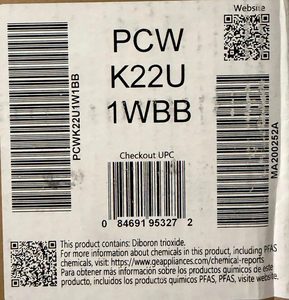 Website
PCW
K22U
1WBB
PCWK22U1W1BB
MA200252A
Checkout UPC
0 84691 95327 2
This product contains: Diboron trioxide.
For more information about chemicals in this product, including PFAS
chemicals, visit: https://www.geappliances.com/chemical-reports
Para obtener más información sobre los productos químicos de este
producto, incluidos los productos químicos PFAS, PFAS, visite website.